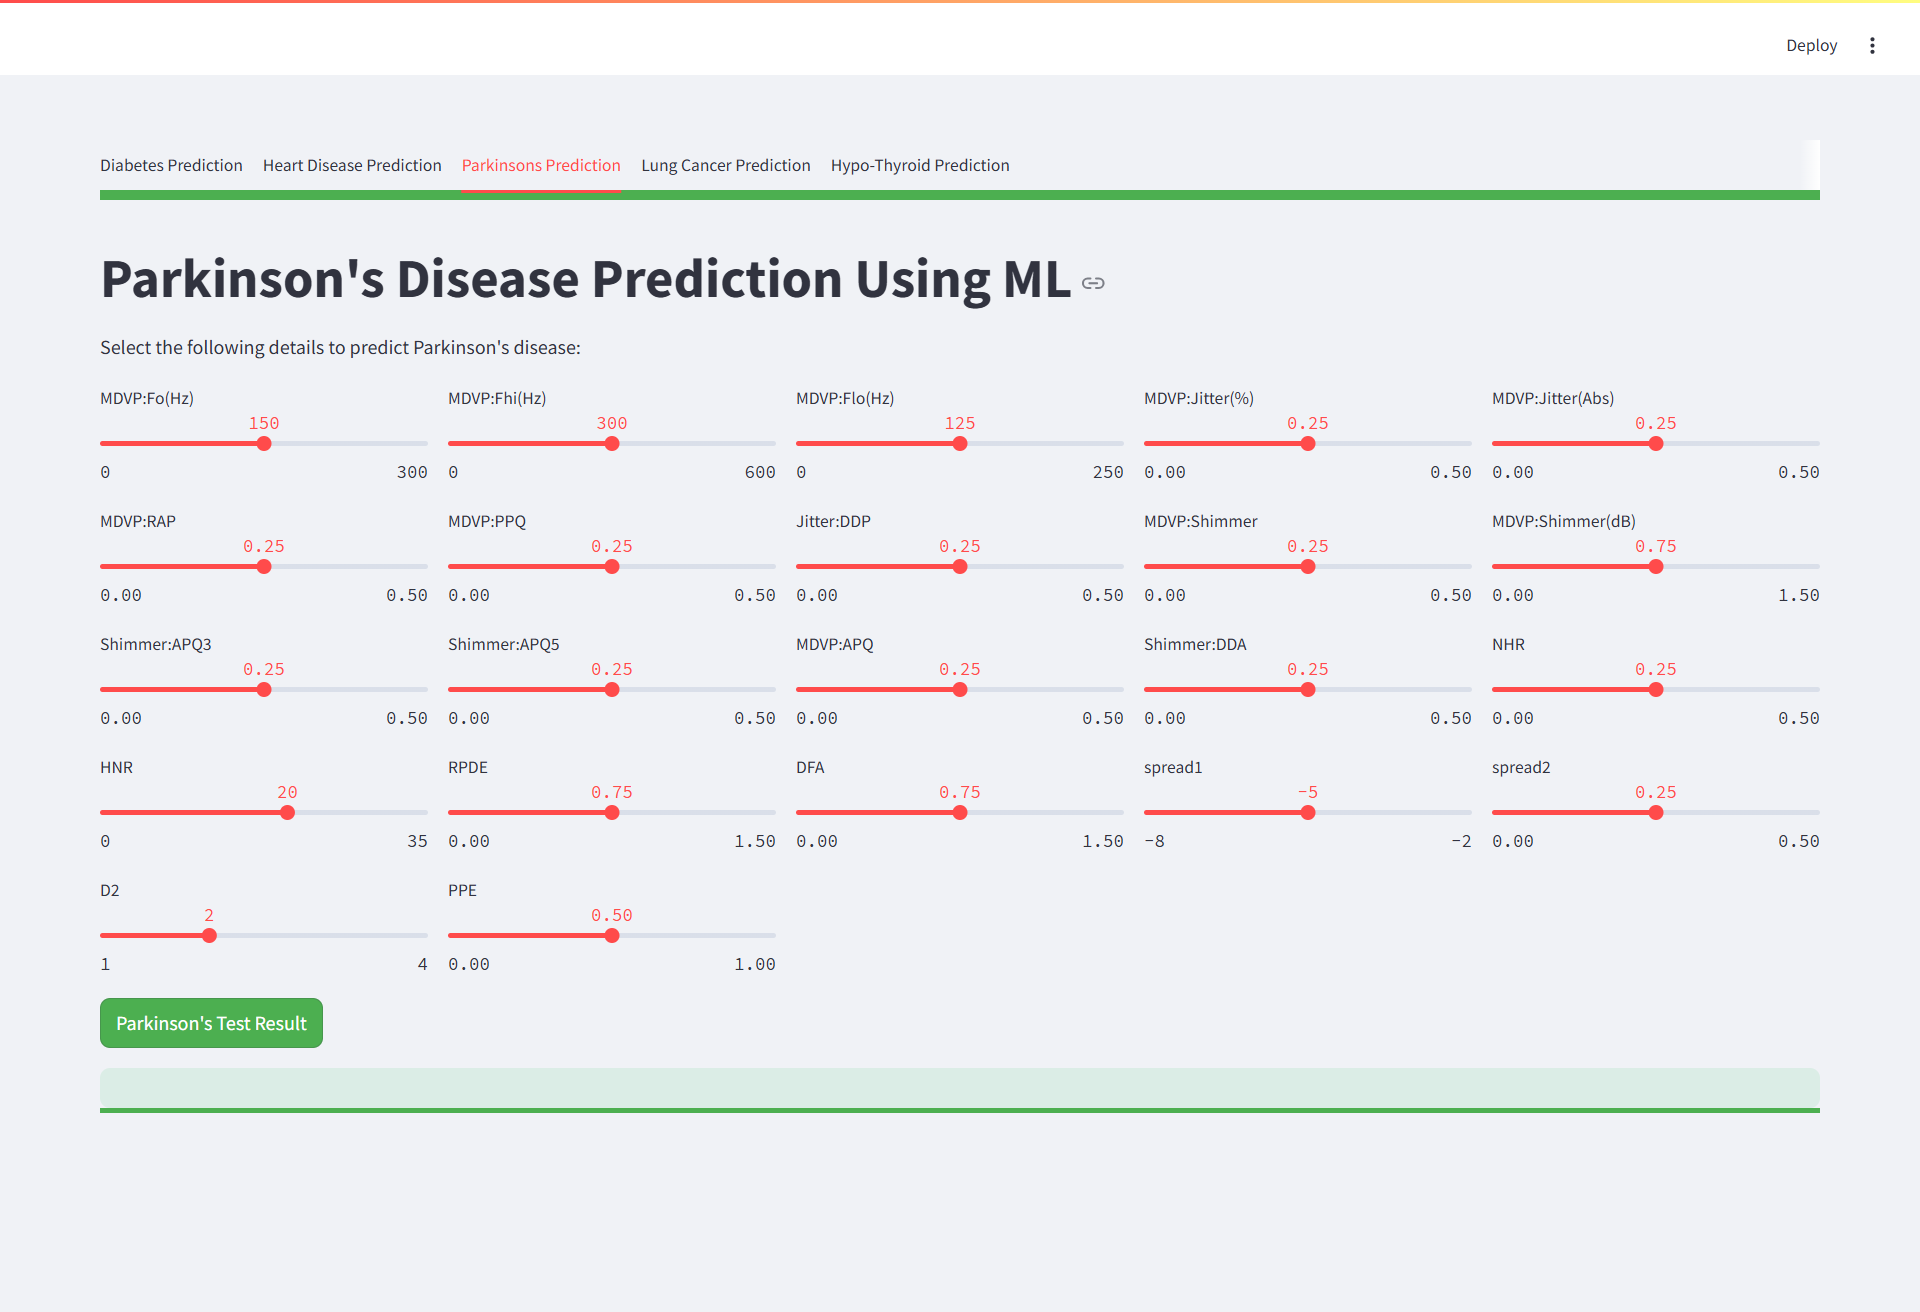 Deploy
Diabetes Prediction Heart Disease Prediction Parkinsons Prediction Lung Cancer Prediction Hypo-Thyroid Prediction
Parkinson's Disease Prediction Using ML
Select the following details to predict Parkinson's disease:
MDVP:Fo(Hz) MDVP:Fhi(Hz) MDVP:Flo(Hz) MDVP:Jitter(%) MDVP:Jitter(Abs)
150 300 125 0.25 0.25
0 300 0 600 0 250 0.00 0.50 0.00 0.50
MDVP:RAP MDVP:PPQ Jitter:DDP MDVP:Shimmer MDVP:Shimmer(dB)
0.25 0.25 0.25 0.25 0.75
0.00 0.50 0.00 0.50 0.00 0.50 0.00 0.50 0.00 1.50
Shimmer:APQ3 Shimmer:APQ5 MDVP:APQ Shimmer:DDA NHR
0.25 0.25 0.25 0.25 0.25
0.00 0.50 0.00 0.50 0.00 0.50 0.00 0.50 0.00 0.50
HNR RPDE DFA spread1 spread2
20 0.75 0.75 -5 0.25
0 35 0.00 1.50 0.00 1.50 -8 -2 0.00 0.50
D2 PPE
2 0.50
1 4 0.00 1.00
Parkinson's Test Result